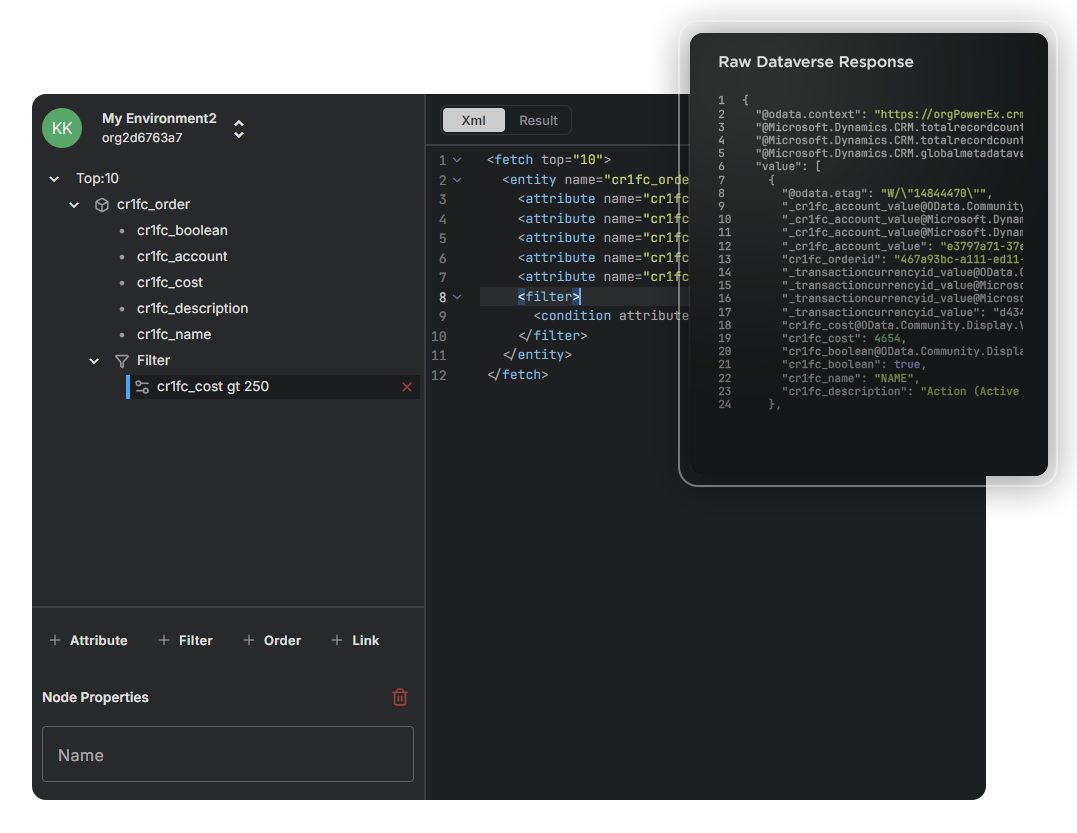 KK
My Environment2
org2d6763a7
Top:10
cr1fc_order
cr1fc_boolean
cr1fc_account
cr1fc_cost
cr1fc_description
cr1fc_name
Filter
cr1fc_cost gt 250
+ Attribute + Filter + Order + Link
Node Properties
Name
Xml Result
1 <fetch top="10">
2 <entity name="cr1fc_orde
3 <attribute name="cr1fc
4 <attribute name="cr1fc
5 <attribute name="cr1fc
6 <attribute name="cr1fc
7 <attribute name="cr1fc
8 <filter>
9 <condition attribute
10 </filter>
11 </entity>
12 </fetch>
Raw Dataverse Response
1 {
2 "@odata.context": "https://orgPowerEx.crm
3 "@Microsoft.Dynamics.CRM.totalrecordcount
4 "@Microsoft.Dynamics.CRM.totalrecordcount
5 "@Microsoft.Dynamics.CRM.globalmetadatave
6 "value": [
7 {
8 "@odata.etag": "W/\"14844470\"",
9 "_cr1fc_account_value@OData.Community
10 "_cr1fc_account_value@Microsoft.Dynam
11 "_cr1fc_account_value@Microsoft.Dynam
12 "_cr1fc_account_value": "e3797a71-37e
13 "cr1fc_orderid": "467a93bc-a111-ed11-
14 "_transactioncurrencyid_value@OData.C
15 "_transactioncurrencyid_value@Microso
16 "_transactioncurrencyid_value@Microso
17 "_transactioncurrencyid_value": "d434
18 "cr1fc_cost@OData.Community.Display.V
19 "cr1fc_cost": 4654,
20 "cr1fc_boolean@OData.Community.Displa
21 "cr1fc_boolean": true,
22 "cr1fc_name": "NAME",
23 "cr1fc_description": "Action (Active
24 },